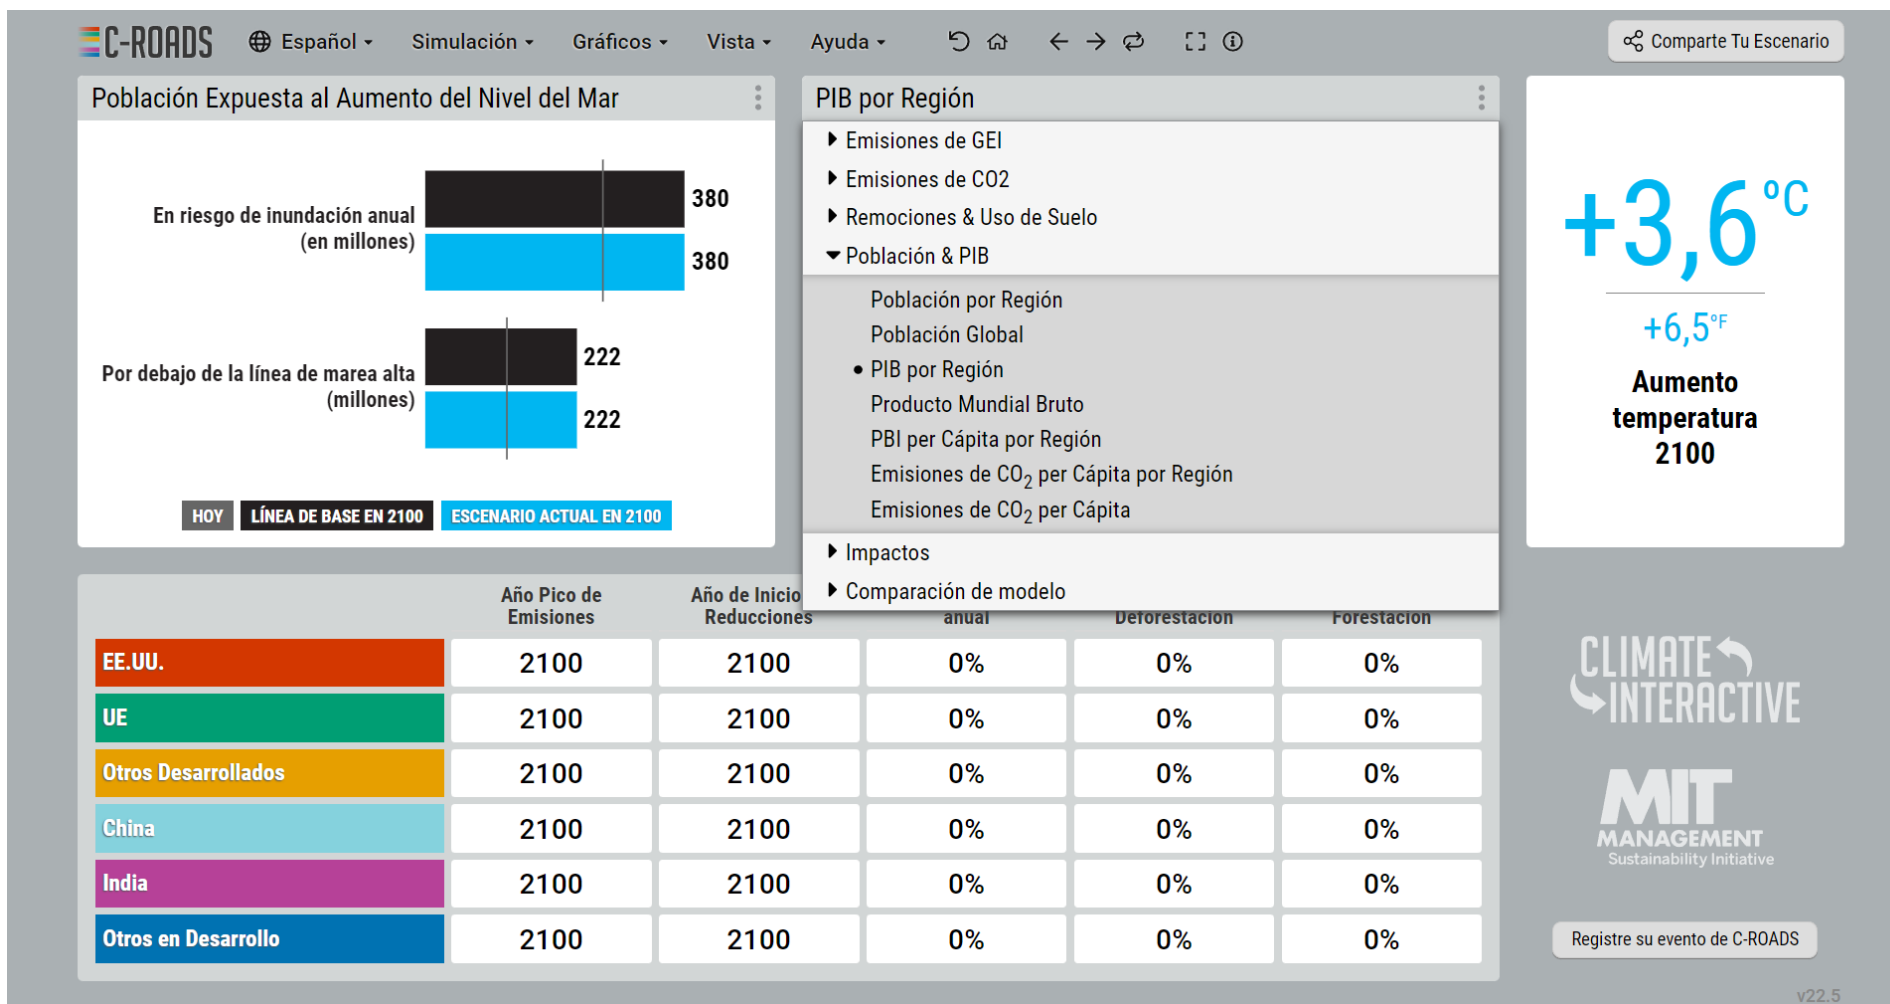 C-ROADS
Español
Simulación
Gráficos
Vista
Ayuda
Comparte Tu Escenario
Población Expuesta al Aumento del Nivel del Mar
En riesgo de inundación anual
(en millones)
380
380
Por debajo de la línea de marea alta
(millones)
222
222
HOY
LÍNEA DE BASE EN 2100
ESCENARIO ACTUAL EN 2100
PIB por Región
Emisiones de GEI
Emisiones de CO2
Remociones & Uso de Suelo
Población & PIB
Población por Región
Población Global
PIB por Región
Producto Mundial Bruto
PBI per Cápita por Región
Emisiones de CO₂ per Cápita por Región
Emisiones de CO₂ per Cápita
Impactos
Comparación de modelo
+3,6 ºC
+6,5 ºF
Aumento
temperatura
2100
Año Pico de
Emisiones
Año de Inicio
Reducciones
anual
Deforestación
Forestación
EE.UU. 2100 2100 0% 0% 0%
UE 2100 2100 0% 0% 0%
Otros Desarrollados 2100 2100 0% 0% 0%
China 2100 2100 0% 0% 0%
India 2100 2100 0% 0% 0%
Otros en Desarrollo 2100 2100 0% 0% 0%
CLIMATE
INTERACTIVE
MIT
MANAGEMENT
Sustainability Initiative
Registre su evento de C-ROADS
v22.5